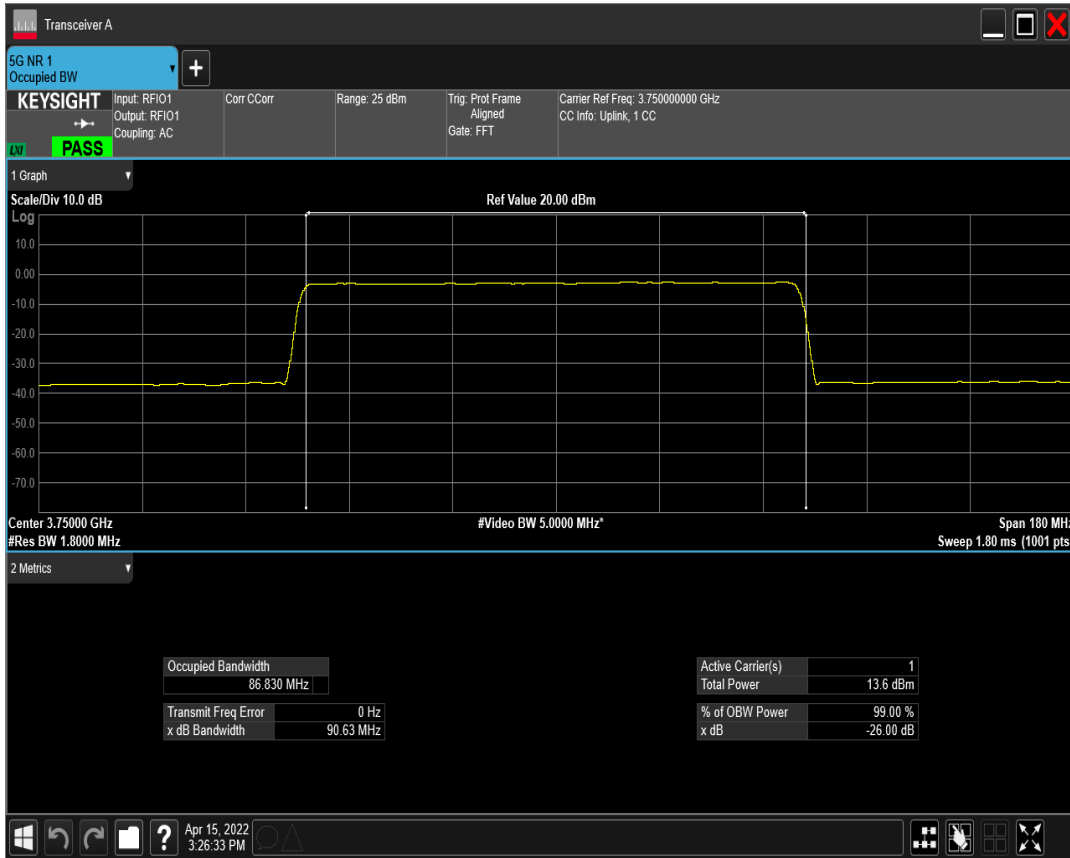 Transceiver A
5G NR 1
Occupied BW
+
KEYSIGHT
Input: RFIO1
Output: RFIO1
Coupling: AC
Corr CCorr
Range: 25 dBm
Trig: Prot Frame
Aligned
Gate: FFT
Carrier Ref Freq: 3.750000000 GHz
CC Info: Uplink, 1 CC
LXI
PASS
1 Graph
Scale/Div 10.0 dB
Ref Value 20.00 dBm
Log
10.0
0.00
-10.0
-20.0
-30.0
-40.0
-50.0
-60.0
-70.0
Center 3.75000 GHz
#Video BW 5.0000 MHz*
Span 180 MHz
#Res BW 1.8000 MHz
Sweep 1.80 ms (1001 pts
2 Metrics
Occupied Bandwidth
86.830 MHz
Transmit Freq Error 0 Hz
x dB Bandwidth 90.63 MHz
Active Carrier(s) 1
Total Power 13.6 dBm
% of OBW Power 99.00 %
x dB -26.00 dB
?
Apr 15, 2022
3:26:33 PM